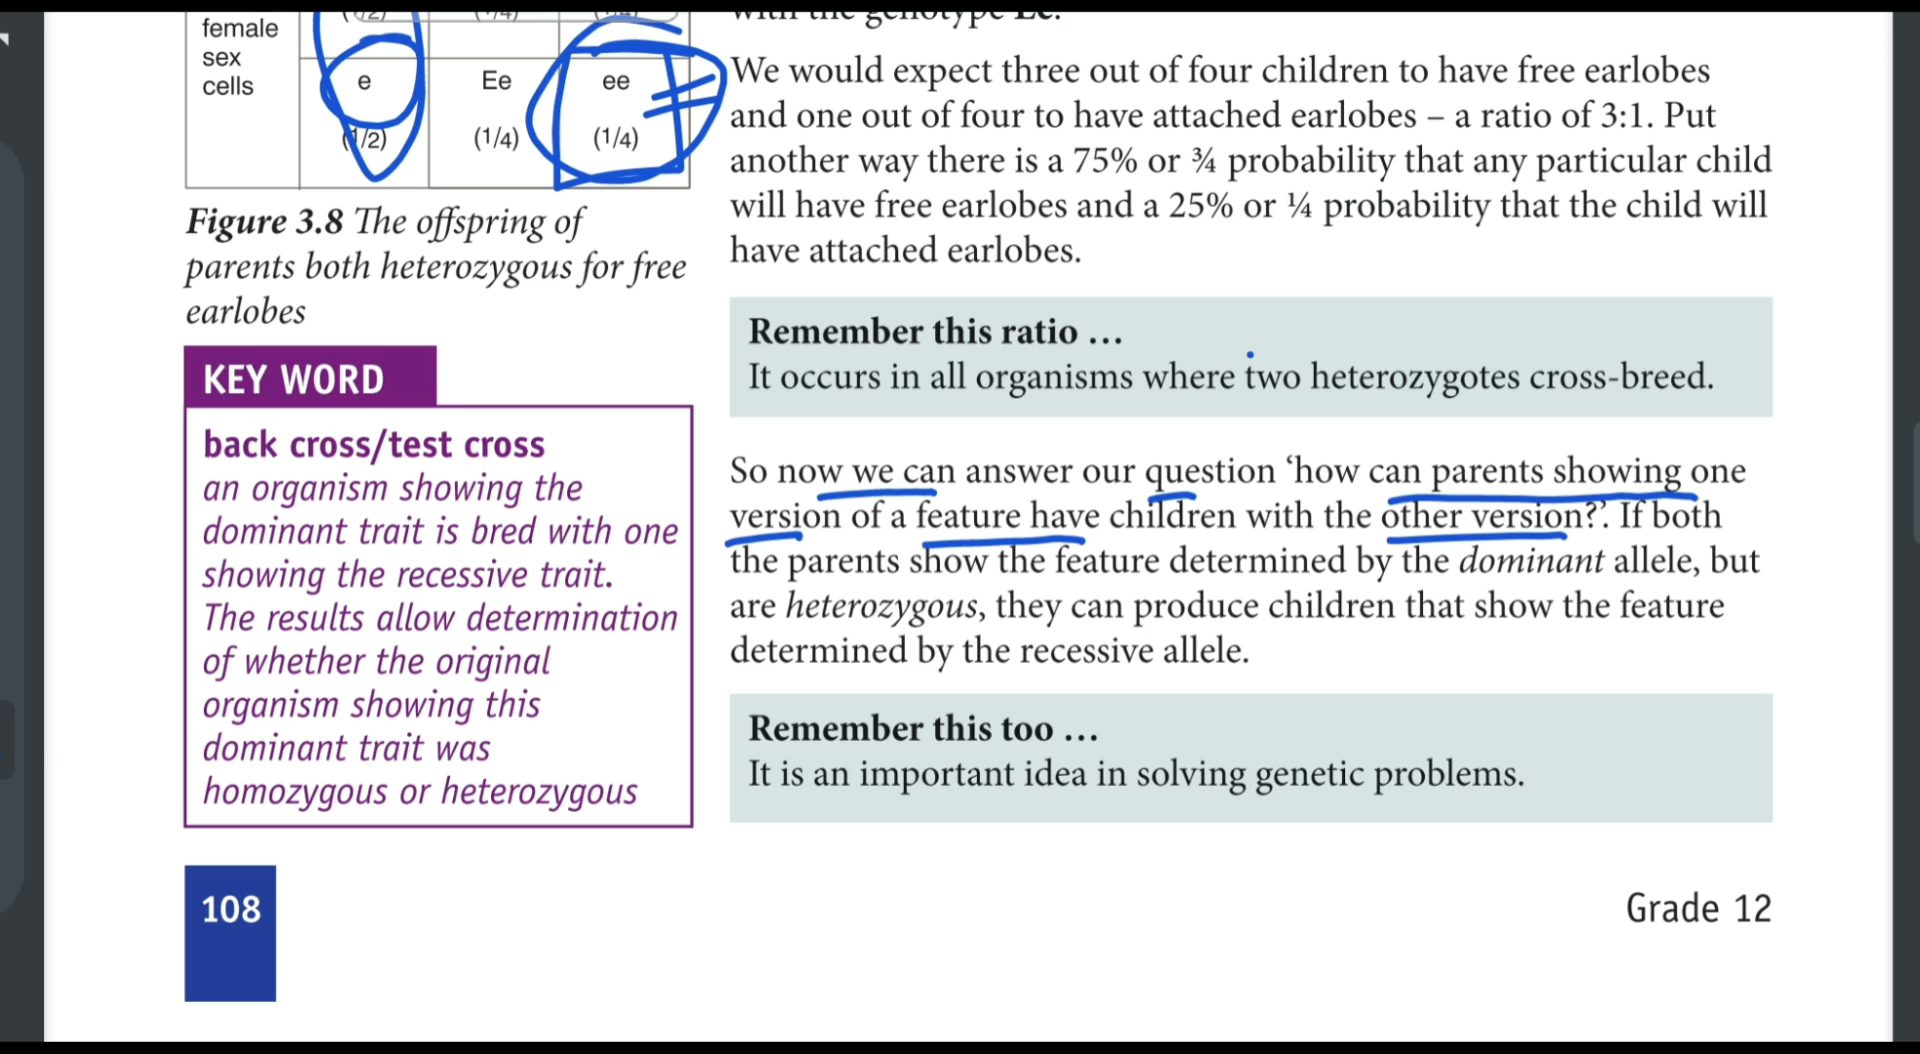 with the genotype Ee.
female
sex
cells
e
Ee
ee
(1/2)
(1/4)
(1/4)
Figure 3.8 The offspring of
parents both heterozygous for free
earlobes
KEY WORD
back cross/test cross
an organism showing the
dominant trait is bred with one
showing the recessive trait.
The results allow determination
of whether the original
organism showing this
dominant trait was
homozygous or heterozygous
We would expect three out of four children to have free earlobes
and one out of four to have attached earlobes – a ratio of 3:1. Put
another way there is a 75% or ¾ probability that any particular child
will have free earlobes and a 25% or ¼ probability that the child will
have attached earlobes.
Remember this ratio ...
It occurs in all organisms where two heterozygotes cross-breed.
So now we can answer our question ‘how can parents showing one
version of a feature have children with the other version?’. If both
the parents show the feature determined by the dominant allele, but
are heterozygous, they can produce children that show the feature
determined by the recessive allele.
Remember this too ...
It is an important idea in solving genetic problems.
108
Grade 12